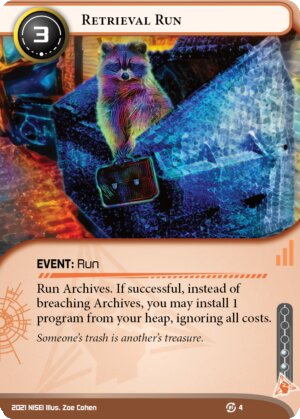 3
RETRIEVAL RUN
EVENT: Run
Run Archives. If successful, instead of
breaching Archives, you may install 1
program from your heap, ignoring all costs.
Someone's trash is another's treasure.
2021 NISEI Illus. Zoe Cohen
4